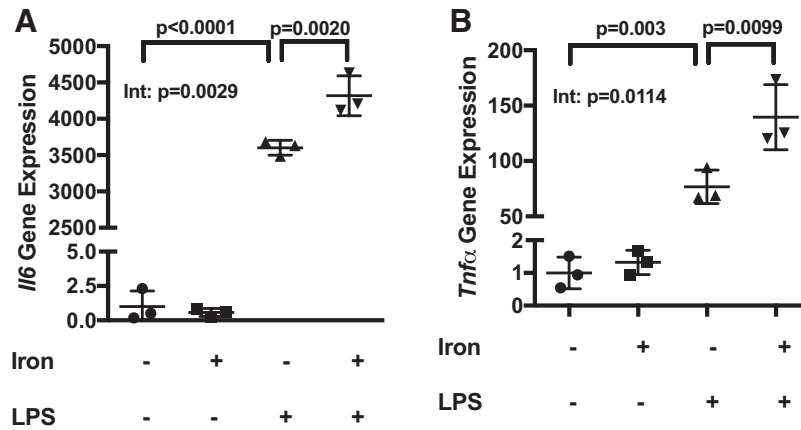 A
p<0.0001
p=0.0020
5000
4500
4000
3500
3000
2500
5.0
2.5
0.0
Il6 Gene Expression
Int: p=0.0029
Iron - + - +
LPS - - + +
B
p=0.003
p=0.0099
200
150
100
50
2
1
0
Tnfα Gene Expression
Int: p=0.0114
Iron - + - +
LPS - - + +